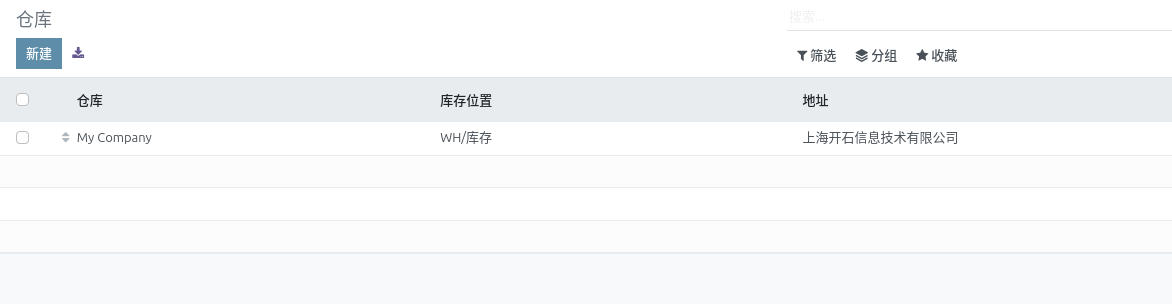 仓库
搜索...
新建
筛选 分组 收藏
仓库 库存位置 地址
My Company WH/库存 上海开石信息技术有限公司